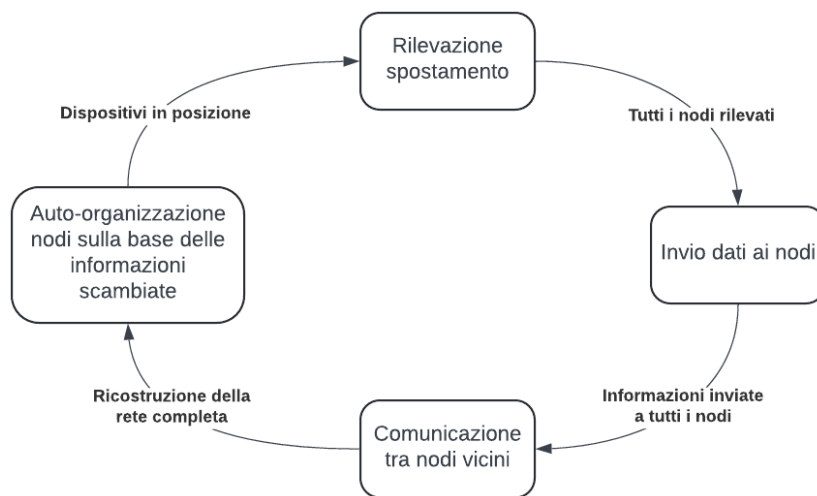 Rilevazione
spostamento
Dispositivi in posizione
Tutti i nodi rilevati
Auto-organizzazione
nodi sulla base delle
informazioni
scambiate
Invio dati ai nodi
Ricostruzione della
rete completa
Informazioni inviate
a tutti i nodi
Comunicazione
tra nodi vicini